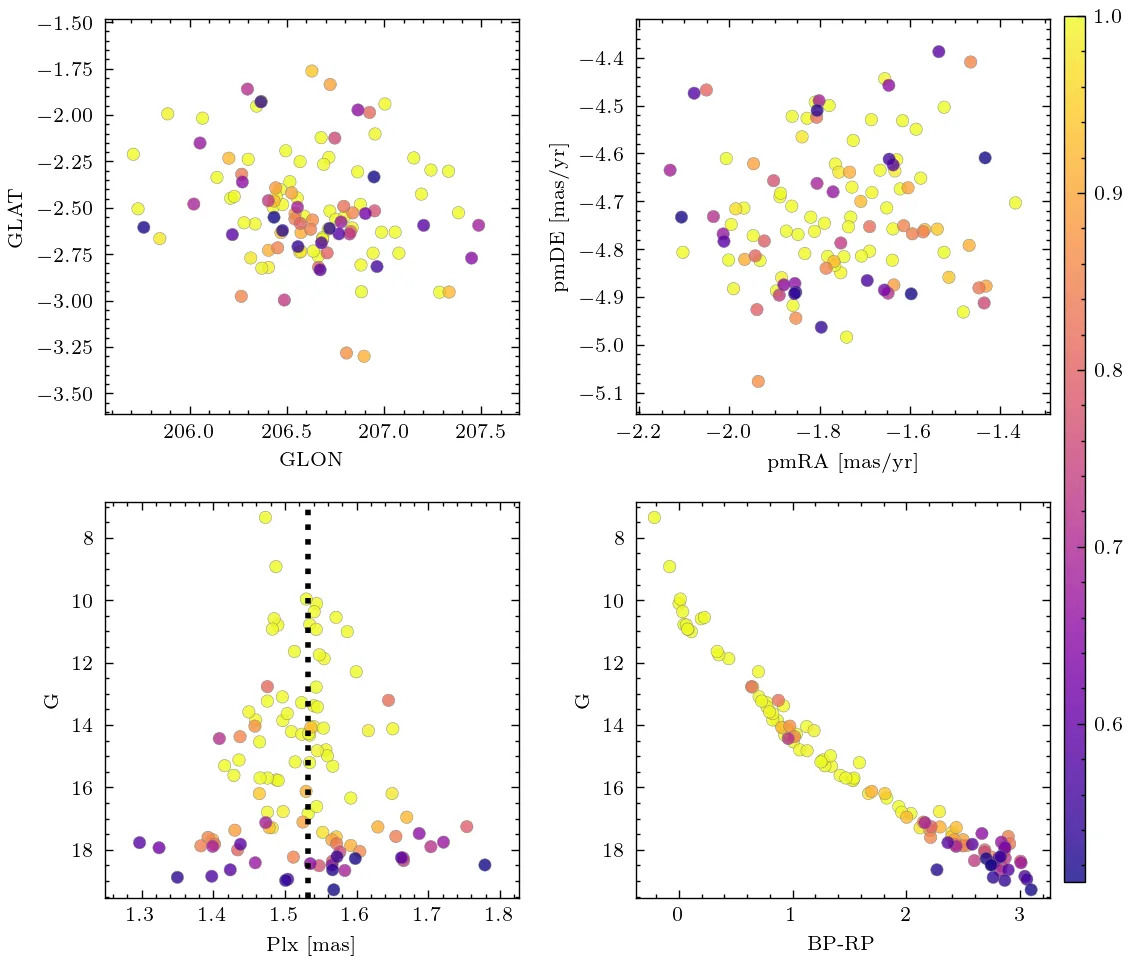 −1.50
−1.75
−2.00
−2.25
−2.50
−2.75
−3.00
−3.25
−3.50
GLAT
206.0 206.5 207.0 207.5
GLON
−4.4
−4.5
−4.6
−4.7
−4.8
−4.9
−5.0
−5.1
pmDE [mas/yr]
−2.2 −2.0 −1.8 −1.6 −1.4
pmRA [mas/yr]
8
10
12
14
16
18
G
1.3 1.4 1.5 1.6 1.7 1.8
Plx [mas]
8
10
12
14
16
18
G
0 1 2 3
BP-RP
1.0
0.9
0.8
0.7
0.6